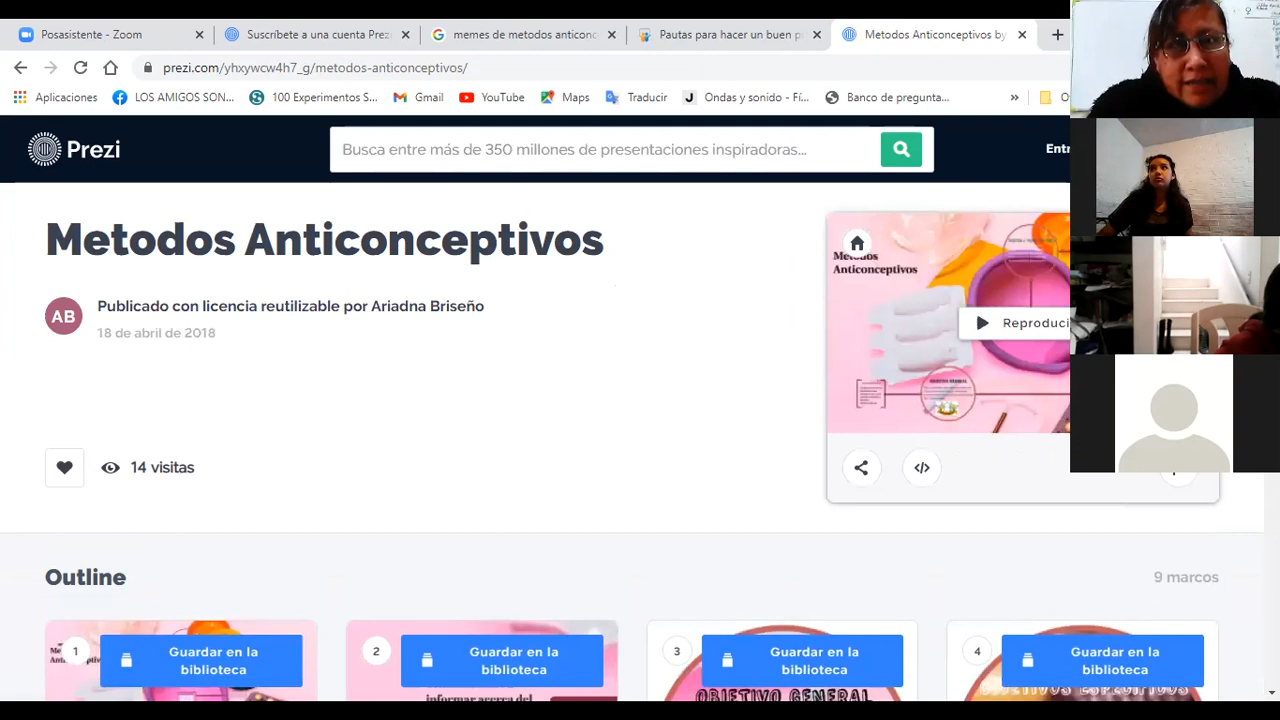 Posasistente - Zoom
Suscríbete a una cuenta Prezi
memes de metodos anticonc
Pautas para hacer un buen p
Metodos Anticonceptivos by
prezi.com/yhxywcw4h7_g/metodos-anticonceptivos/
Aplicaciones
LOS AMIGOS SON...
100 Experimentos S...
Gmail
YouTube
Maps
Traducir
Ondas y sonido - Fí...
Banco de pregunta...
»
Prezi
Busca entre más de 350 millones de presentaciones inspiradoras...
Metodos Anticonceptivos
AB
Publicado con licencia reutilizable por Ariadna Briseño
18 de abril de 2018
Metodos
Anticonceptivos
Reproduci
OBJETIVO GENERAL
14 visitas
Outline
9 marcos
1
Guardar en la
biblioteca
2
Guardar en la
biblioteca
informar acerca del
3
Guardar en la
biblioteca
OBJETIVO GENERAL
4
Guardar en la
biblioteca
OBJETIVOS ESPECIFICOS